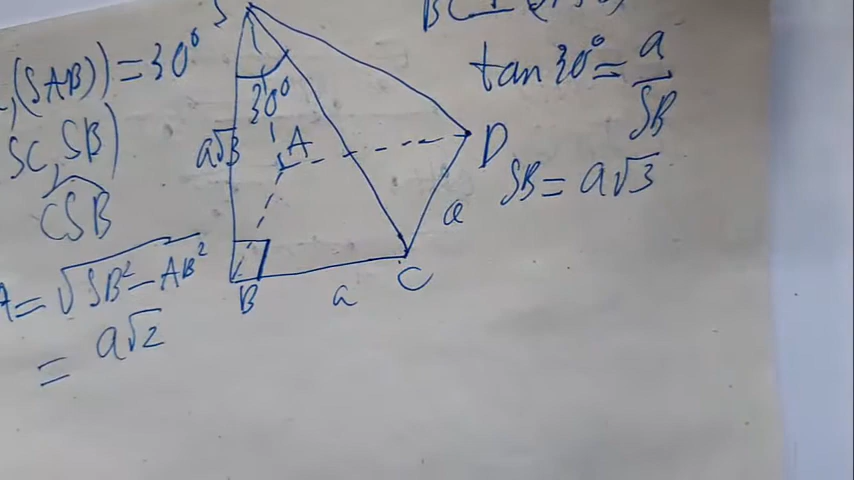 S
,(SAB)) = 30°
SC, SB)
CSB
= √SB² − AB²
= a√2
30°
a√3
A
D
a
B
a
C
tan 30° = a/SB
SB = a√3